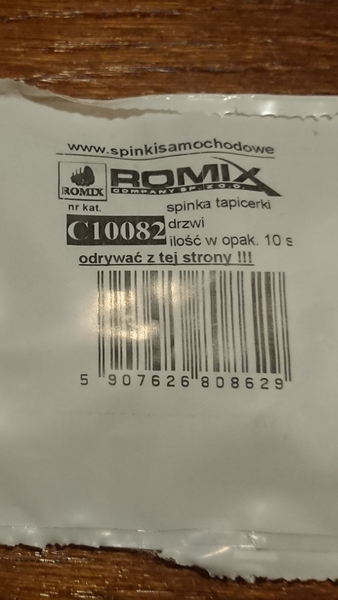 www.spinkisamochodowe
ROMIX
ROMIX
COMPANY SP. Z O.O.
nr kat.
spinka tapicerki
C10082
drzwi
ilość w opak. 10 s
odrywać z tej strony !!!
5 907626 808629